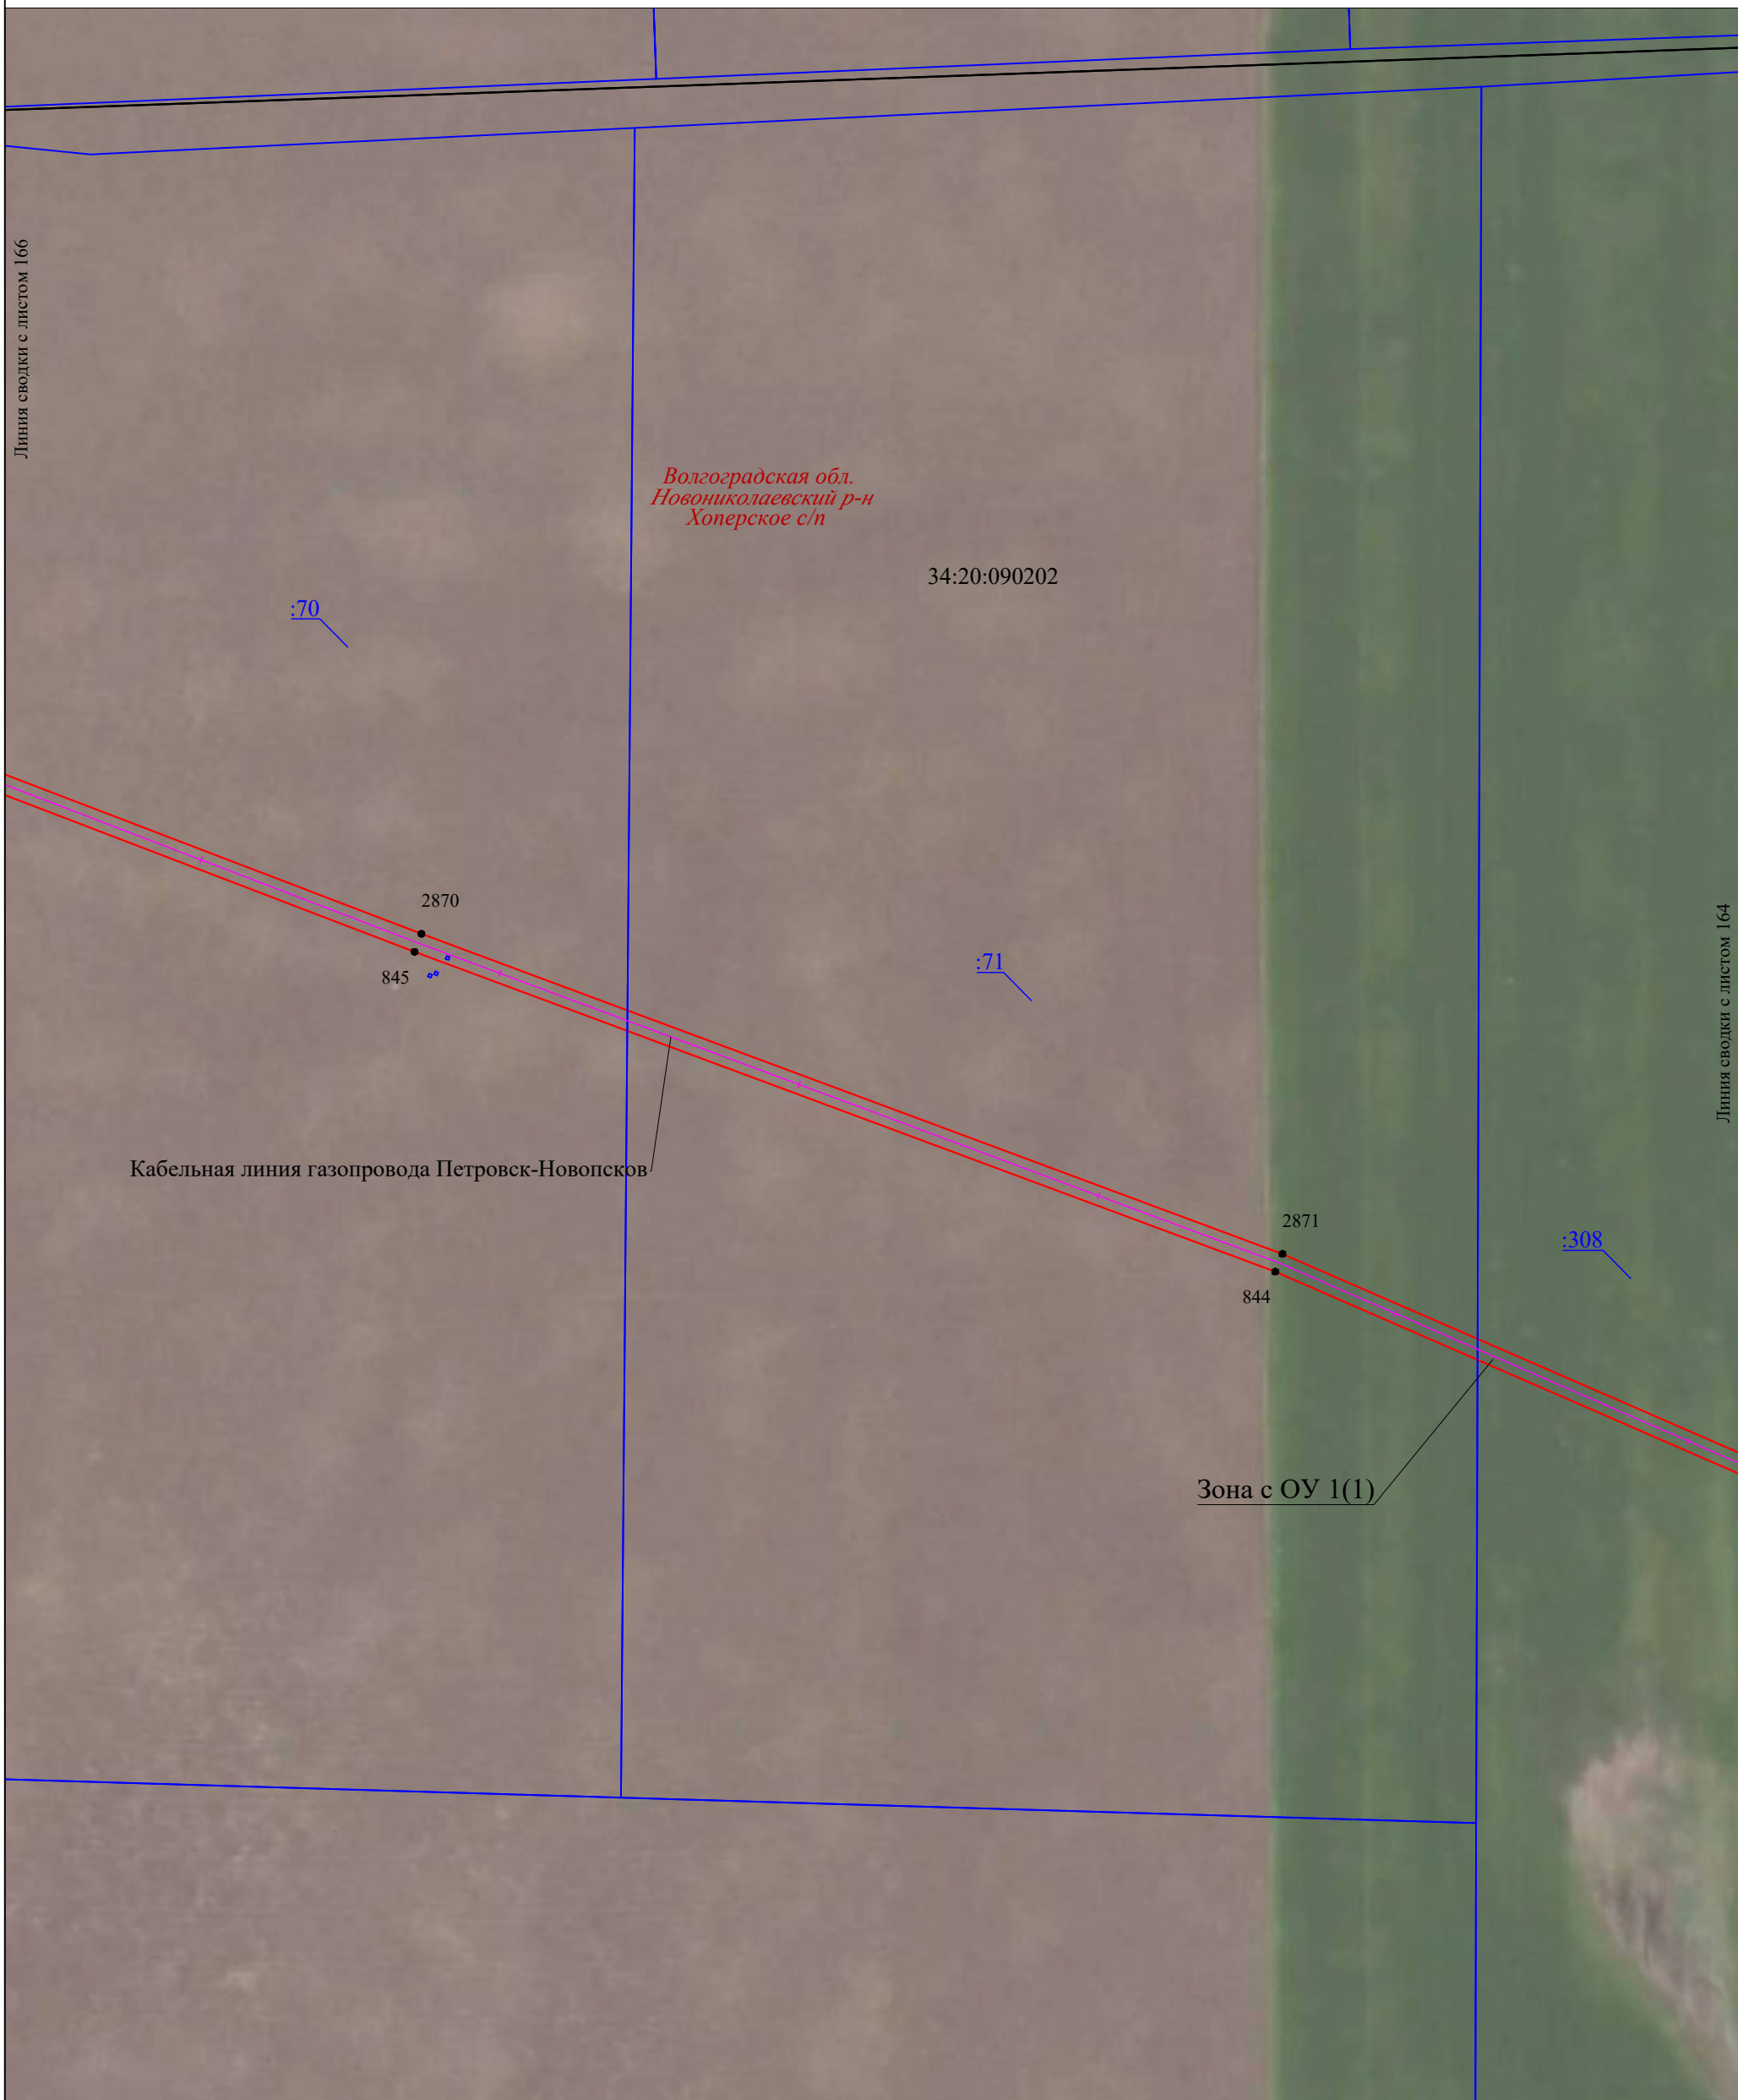 Линия сводки с листом 166
Волгоградская обл.
Новониколаевский р-н
Хоперское с/п
34:20:090202
:70
2870
845
:71
Линия сводки с листом 164
Кабельная линия газопровода Петровск-Новопсков
2871
844
:308
Зона с ОУ 1(1)